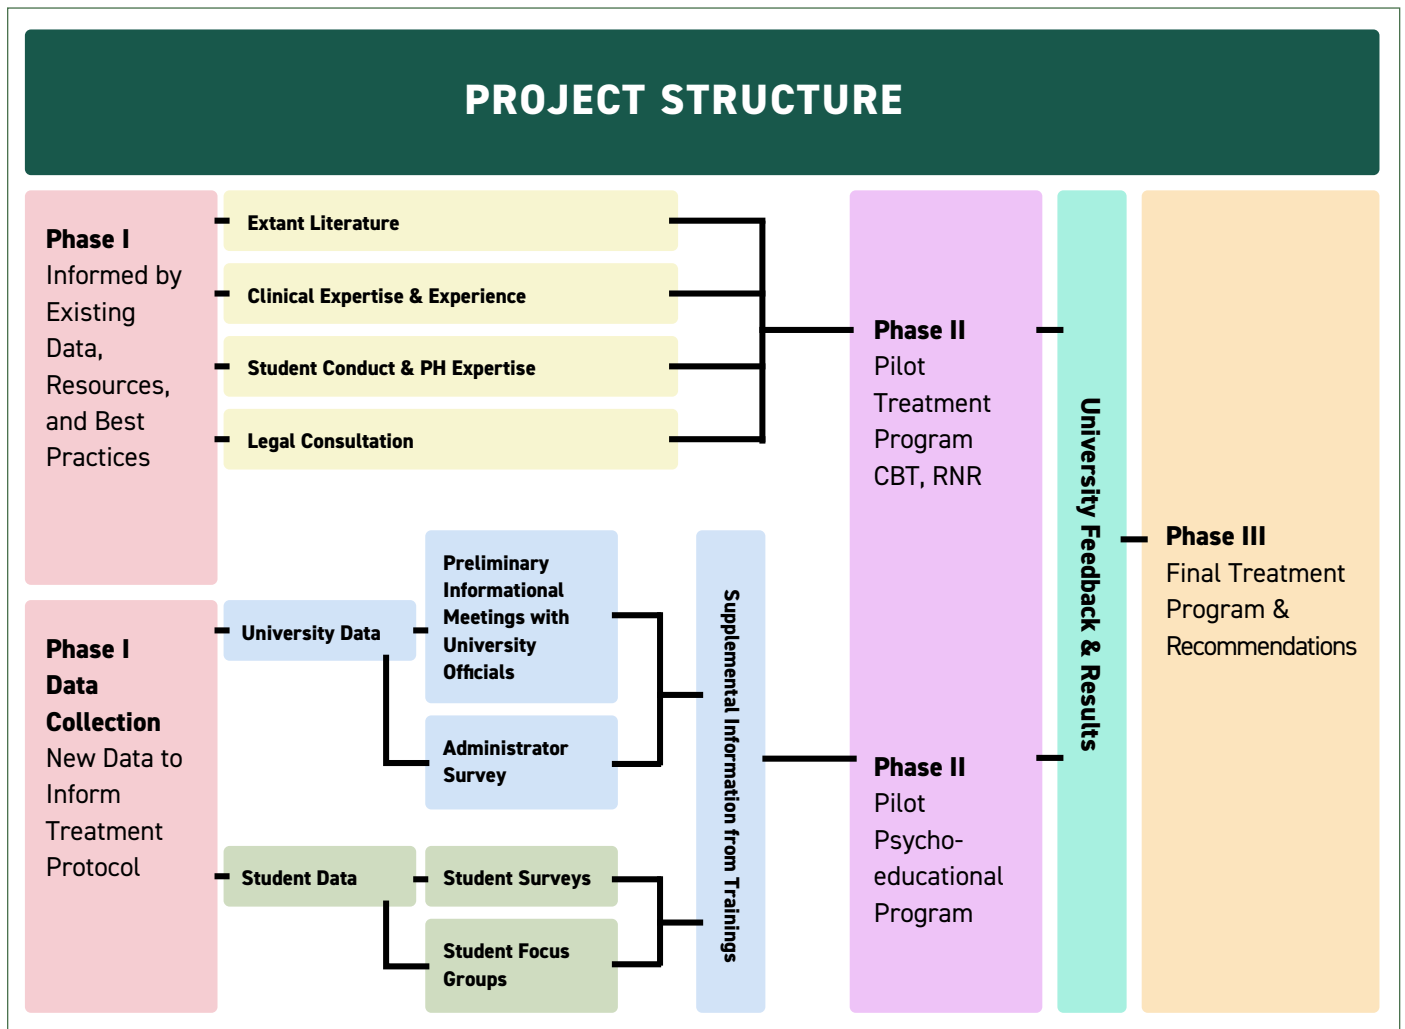 PROJECT STRUCTURE
Phase I
Informed by
Existing
Data,
Resources,
and Best
Practices
Extant Literature
Clinical Expertise & Experience
Student Conduct & PH Expertise
Legal Consultation
Phase I
Data
Collection
New Data to
Inform
Treatment
Protocol
University Data
Preliminary
Informational
Meetings with
University
Officials
Administrator
Survey
Student Data
Student Surveys
Student Focus
Groups
Supplemental Information from Trainings
Phase II
Pilot
Treatment
Program
CBT, RNR
Phase II
Pilot
Psycho-
educational
Program
University Feedback & Results
Phase III
Final Treatment
Program &
Recommendations